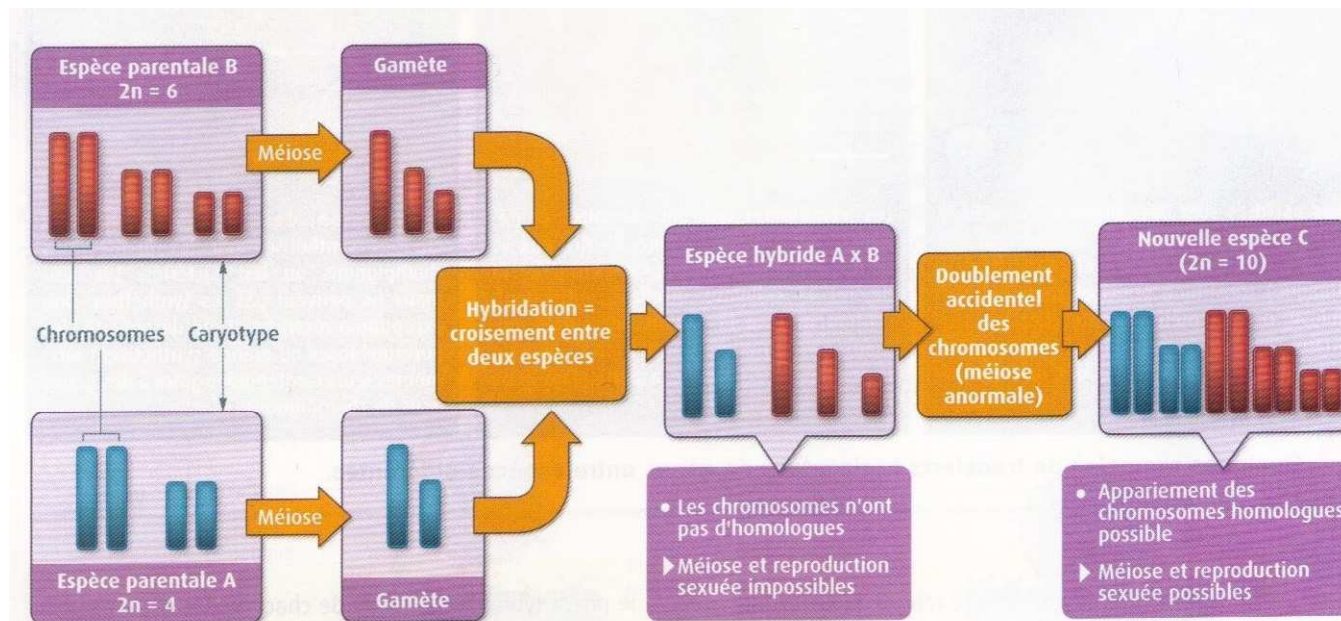 Espèce parentale B
2n = 6
Gamète
Méiose
Chromosomes
Caryotype
Hybridation =
croisement entre
deux espèces
Espèce hybride A x B
Doublement
accidentel
des
chromosomes
(méiose
anormale)
Nouvelle espèce C
(2n = 10)
Méiose
Espèce parentale A
2n = 4
Gamète
• Les chromosomes n'ont
pas d'homologues
▶ Méiose et reproduction
sexuée impossibles
• Appariement des
chromosomes homologues
possible
▶ Méiose et reproduction
sexuée possibles